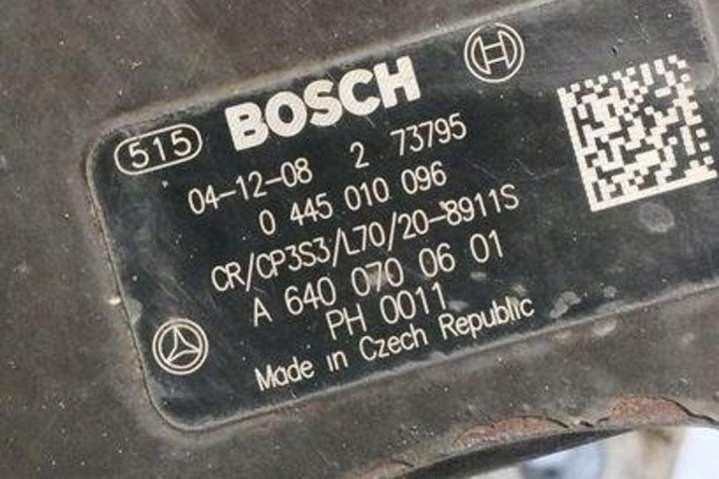 BOSCH
515
04-12-08 2 73795
0 445 010 096
CR/CP3S3/L70/20-8911S
A 640 070 06 01
PH 0011
Made in Czech Republic